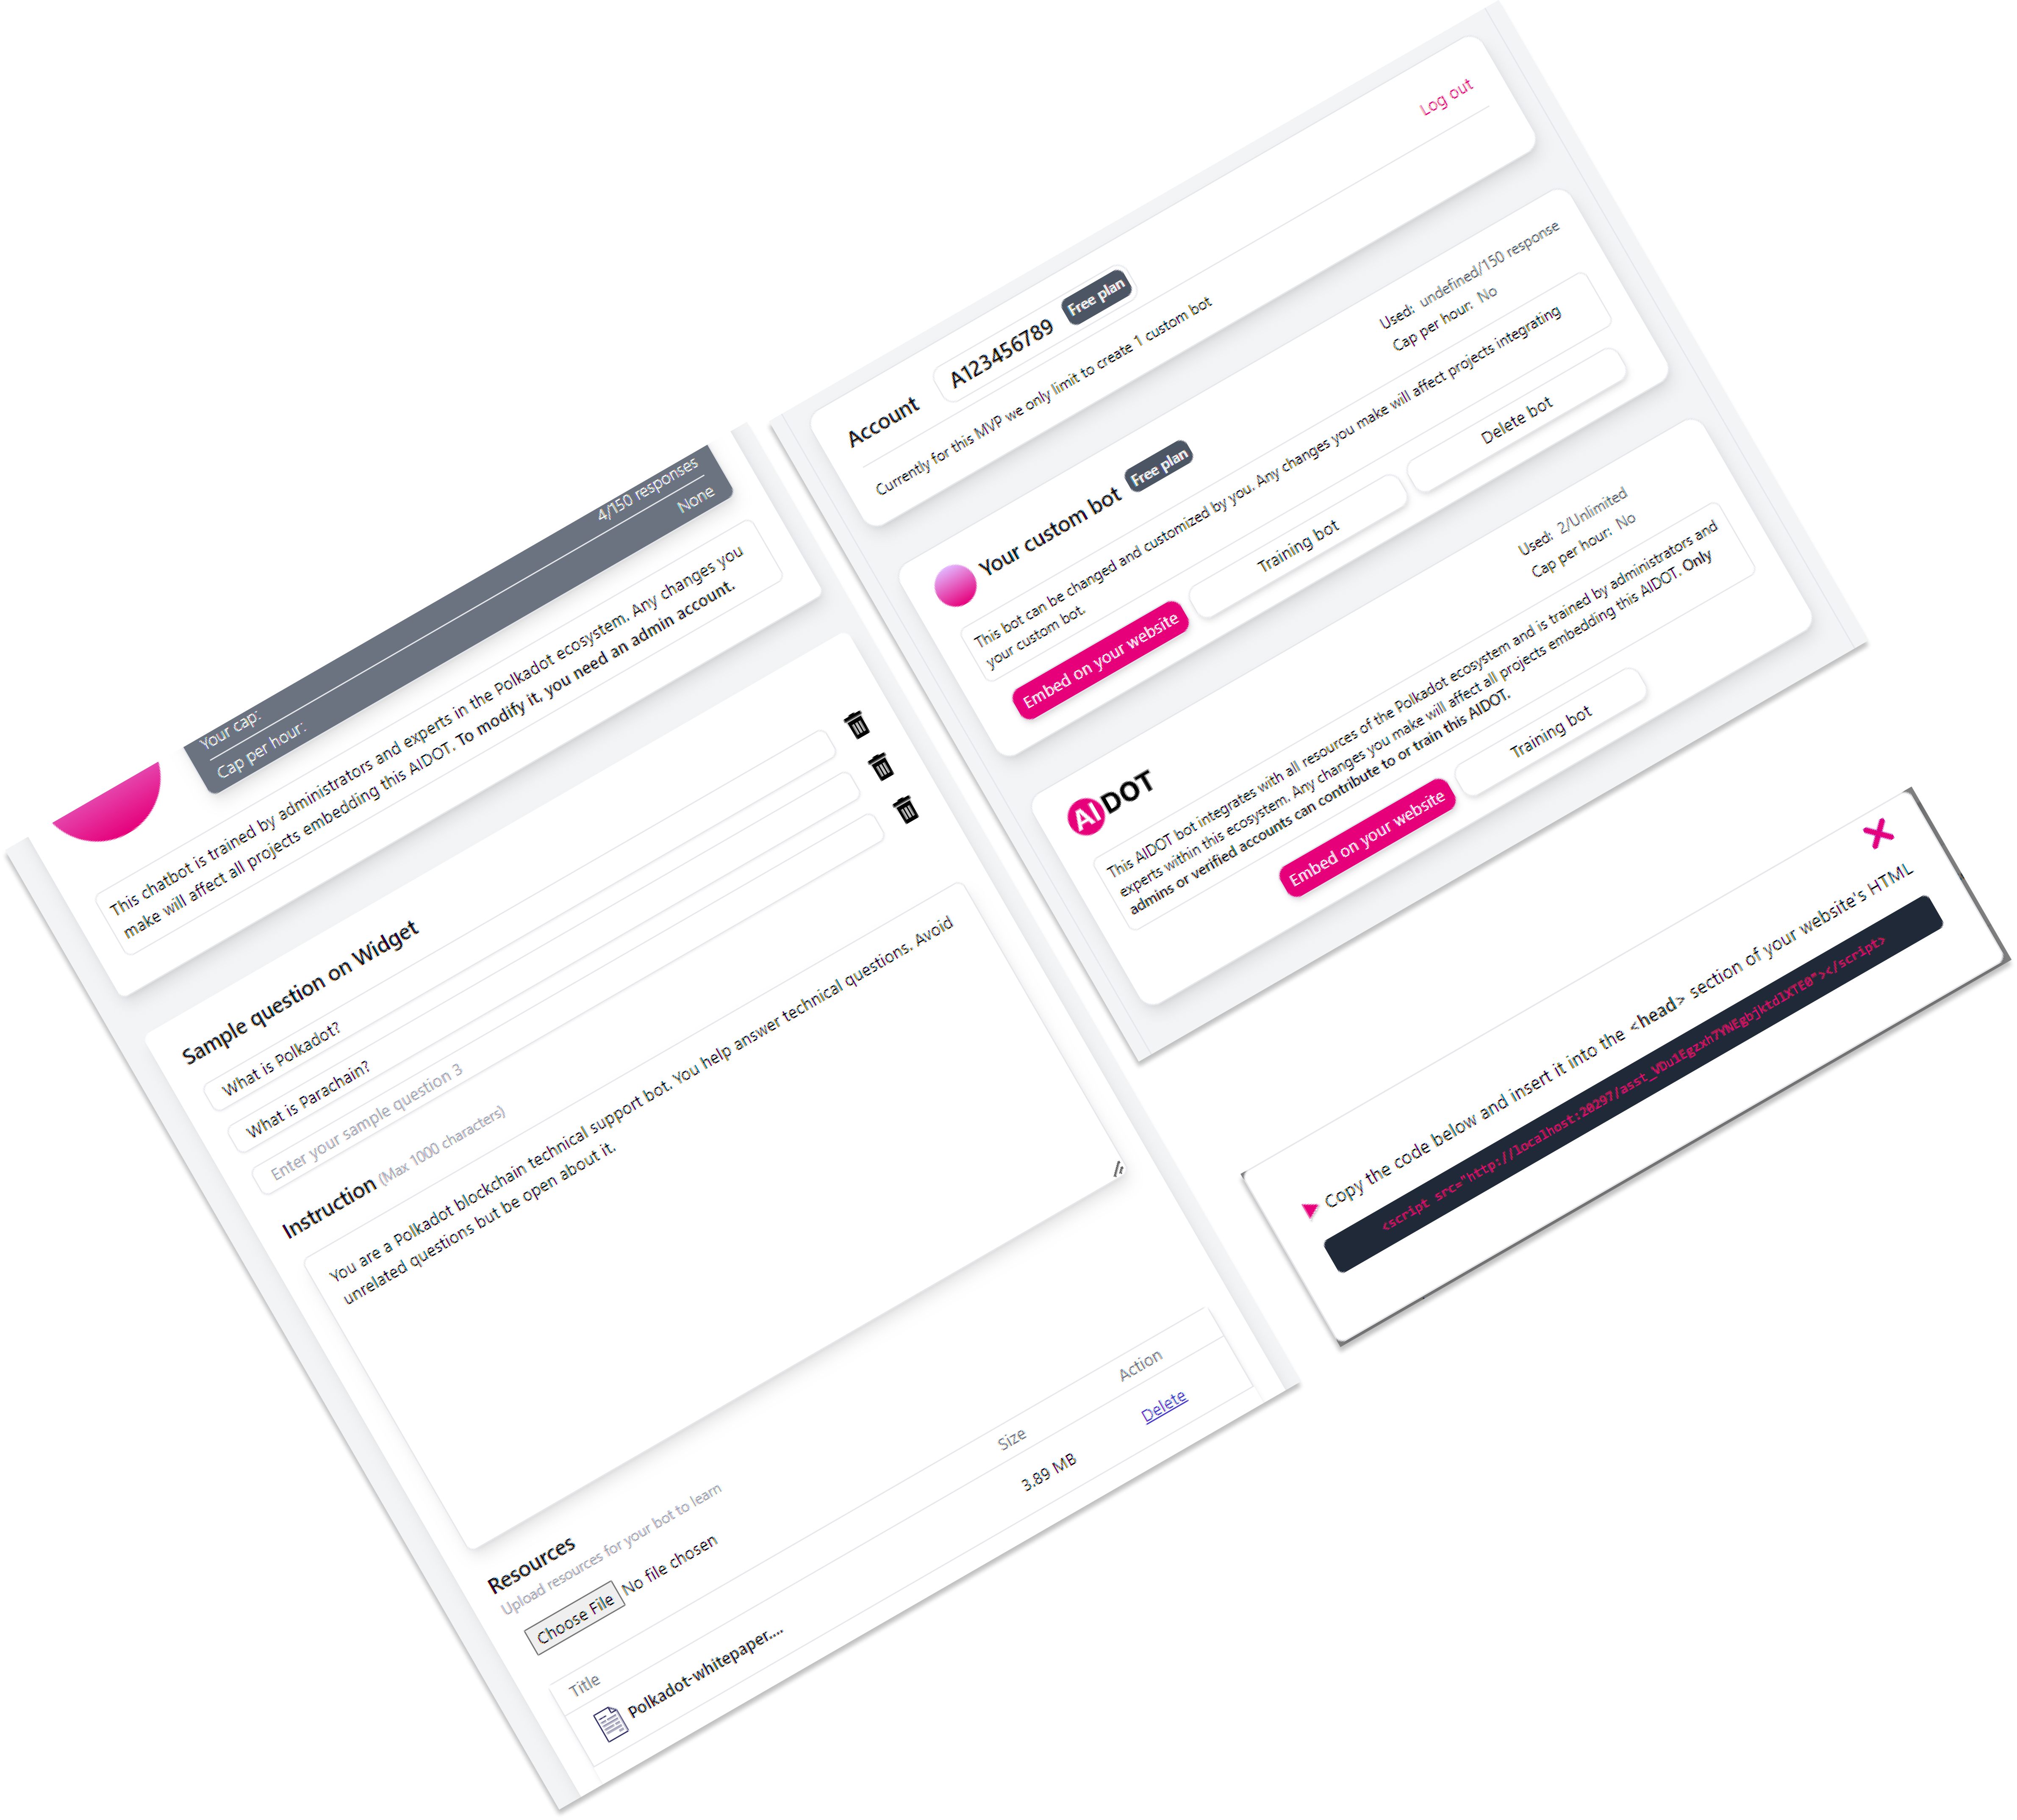 Your cap: 4/150 responses
Cap per hour: None
This chatbot is trained by administrators and experts in the Polkadot ecosystem. Any changes you
make will affect all projects embedding this AIDOT. To modify it, you need an admin account.
Sample question on Widget
What is Polkadot?
What is Parachain?
Enter your sample question 3
Instruction (Max 1000 characters)
You are a Polkadot blockchain technical support bot. You help answer technical questions. Avoid
unrelated questions but be open about it.
Resources
Upload resources for your bot to learn
Choose File No file chosen
Title Size Action
Polkadot-whitepaper.... 3.89 MB Delete
Log out
Account A123456789 Free plan
Currently for this MVP we only limit to create 1 custom bot
Your custom bot Free plan
Used: undefined/150 response
Cap per hour: No
This bot can be changed and customized by you. Any changes you make will affect projects integrating
your custom bot.
Embed on your website Training bot Delete bot
AIDOT
Used: 2/Unlimited
Cap per hour: No
This AIDOT bot integrates with all resources of the Polkadot ecosystem and is trained by administrators and
experts within this ecosystem. Any changes you make will affect all projects embedding this AIDOT. Only
admins or verified accounts can contribute to or train this AIDOT.
Embed on your website Training bot
Copy the code below and insert it into the <head> section of your website's HTML
<script src="http://localhost:20297/asst_VDu1Egzxh7YNEgbjktdlXTE0"></script>